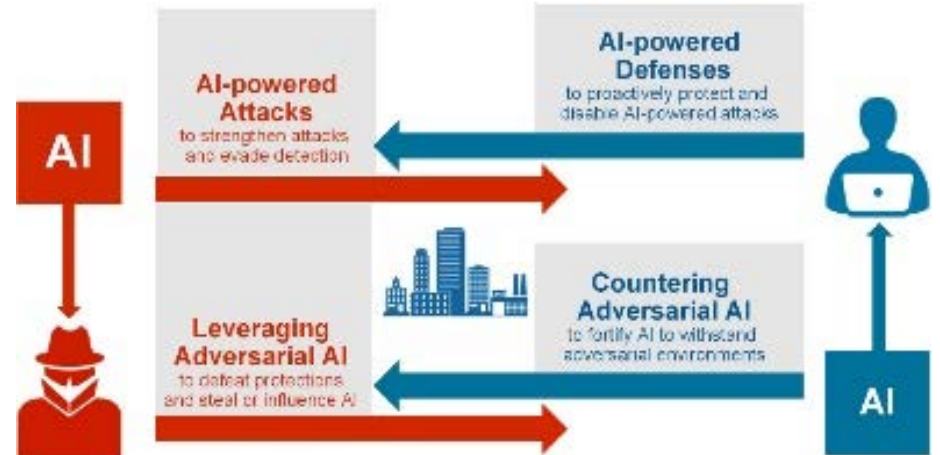 AI
AI-powered
Attacks
to strengthen attacks
and evade detection
AI-powered
Defenses
to proactively protect and
disable AI-powered attacks
Leveraging
Adversarial AI
to defeat protections
and steal or influence AI
Countering
Adversarial AI
to fortify AI to withstand
adversarial environments
AI